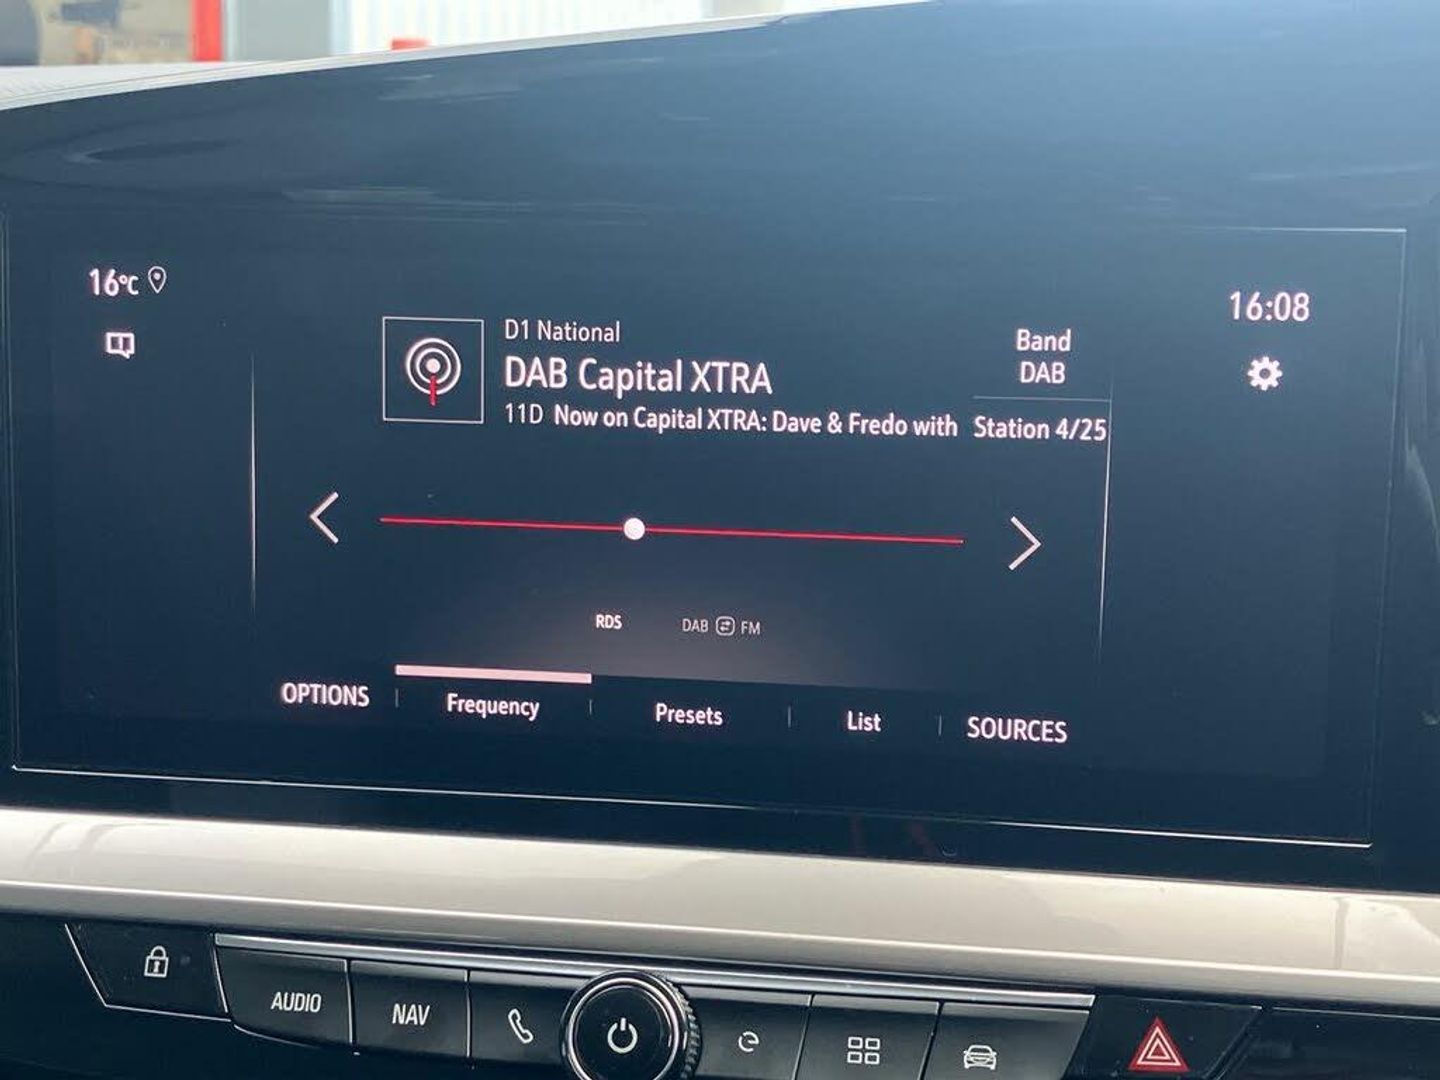 16°C
16:08
D1 National
DAB Capital XTRA
11D Now on Capital XTRA: Dave & Fredo with
Band
DAB
Station 4/25
RDS
DAB FM
OPTIONS
Frequency
Presets
List
SOURCES
AUDIO
NAV